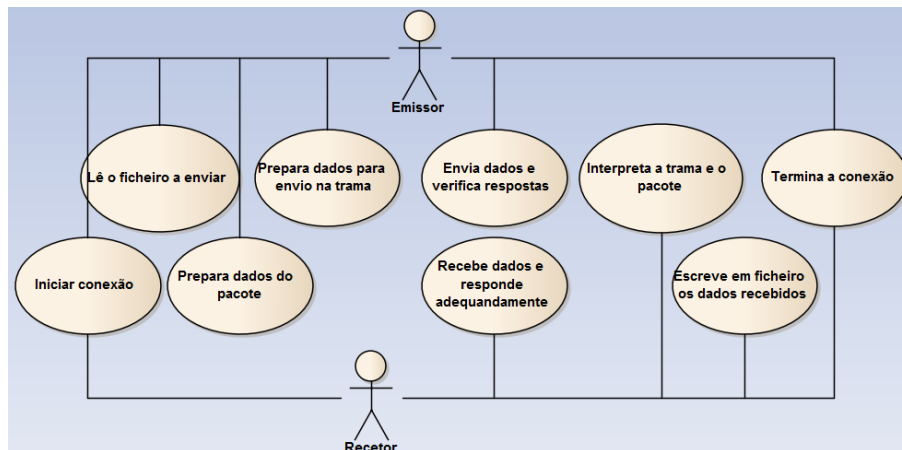 Emissor
Lê o ficheiro a enviar
Prepara dados para
envio na trama
Envia dados e
verifica respostas
Interpreta a trama e o
pacote
Termina a conexão
Iniciar conexão
Prepara dados do
pacote
Recebe dados e
responde
adequandamente
Escreve em ficheiro
os dados recebidos
Recetor